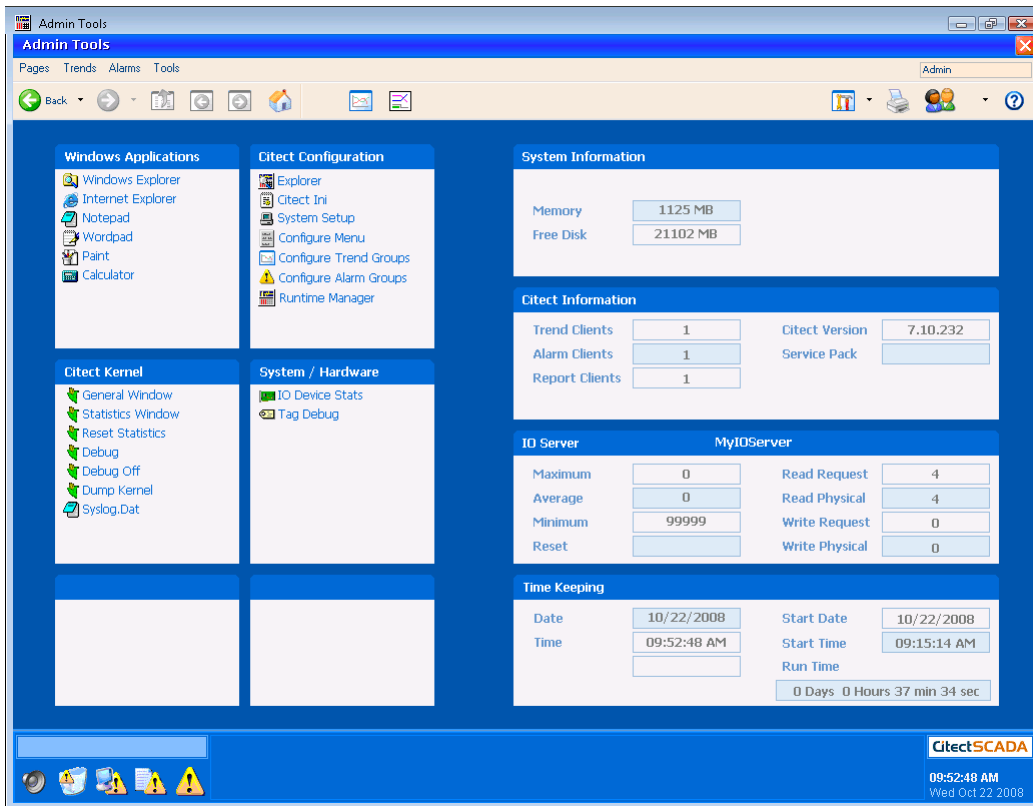 Admin Tools
Admin Tools
Pages Trends Alarms Tools
Admin
Back
Windows Applications
Windows Explorer
Internet Explorer
Notepad
Wordpad
Paint
Calculator
Citect Configuration
Explorer
Citect Ini
System Setup
Configure Menu
Configure Trend Groups
Configure Alarm Groups
Runtime Manager
Citect Kernel
General Window
Statistics Window
Reset Statistics
Debug
Debug Off
Dump Kernel
Syslog.Dat
System / Hardware
IO Device Stats
Tag Debug
System Information
Memory 1125 MB
Free Disk 21102 MB
Citect Information
Trend Clients 1 Citect Version 7.10.232
Alarm Clients 1 Service Pack
Report Clients 1
IO Server MyIOServer
Maximum 0 Read Request 4
Average 0 Read Physical 4
Minimum 99999 Write Request 0
Reset Write Physical 0
Time Keeping
Date 10/22/2008 Start Date 10/22/2008
Time 09:52:48 AM Start Time 09:15:14 AM
Run Time
0 Days 0 Hours 37 min 34 sec
CitectSCADA
09:52:48 AM
Wed Oct 22 2008